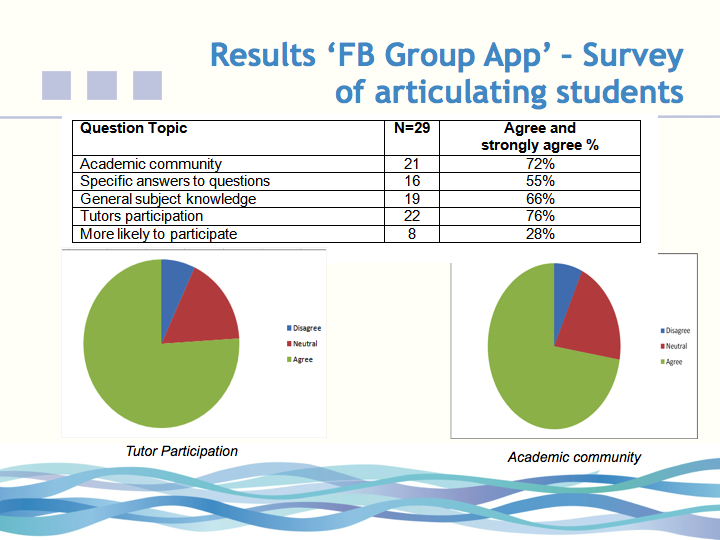 Results ‘FB Group App’ – Survey
of articulating students
Question Topic N=29 Agree and
strongly agree %
Academic community 21 72%
Specific answers to questions 16 55%
General subject knowledge 19 66%
Tutors participation 22 76%
More likely to participate 8 28%
Disagree
Neutral
Agree
Disagree
Neutral
Agree
Tutor Participation
Academic community